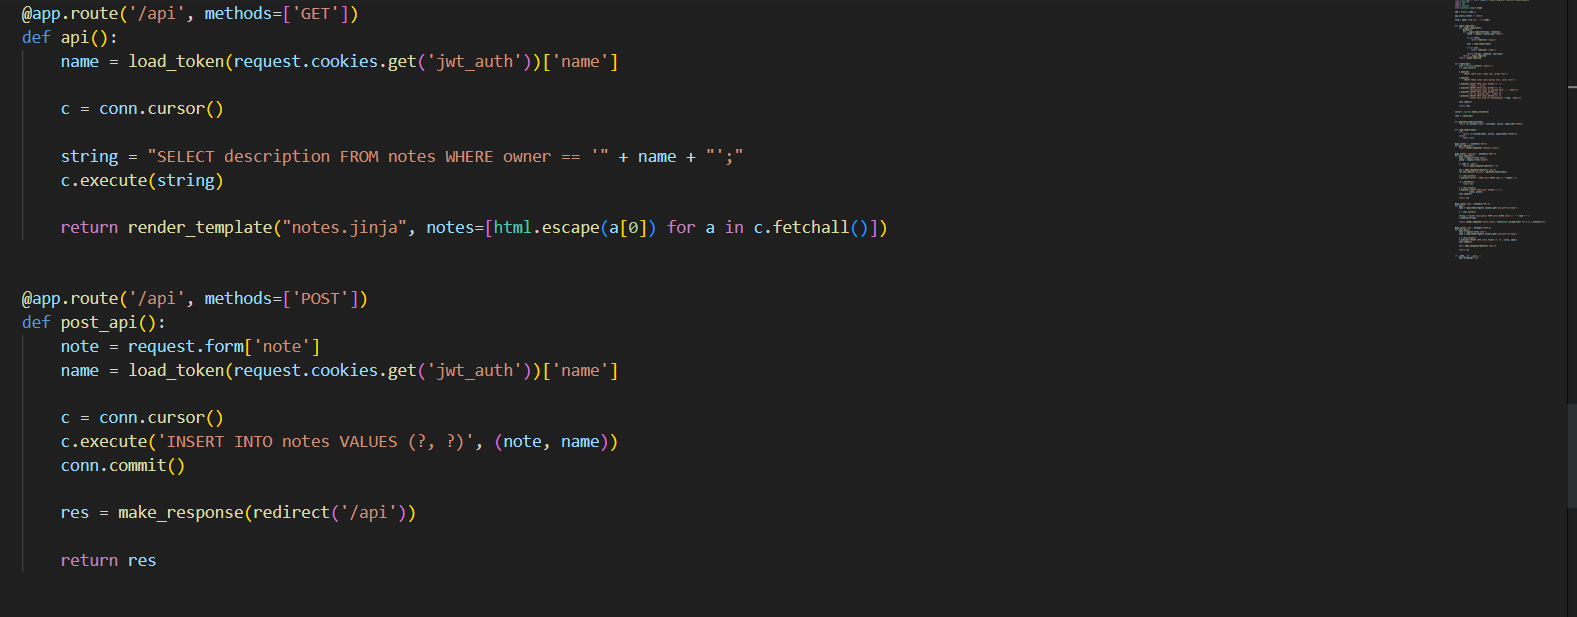 @app.route('/api', methods=['GET'])
def api():
    name = load_token(request.cookies.get('jwt_auth'))['name']
    c = conn.cursor()
    string = "SELECT description FROM notes WHERE owner == '" + name + "';"
    c.execute(string)
    return render_template("notes.jinja", notes=[html.escape(a[0]) for a in c.fetchall()])
@app.route('/api', methods=['POST'])
def post_api():
    note = request.form['note']
    name = load_token(request.cookies.get('jwt_auth'))['name']
    c = conn.cursor()
    c.execute('INSERT INTO notes VALUES (?, ?)', (note, name))
    conn.commit()
    res = make_response(redirect('/api'))
    return res